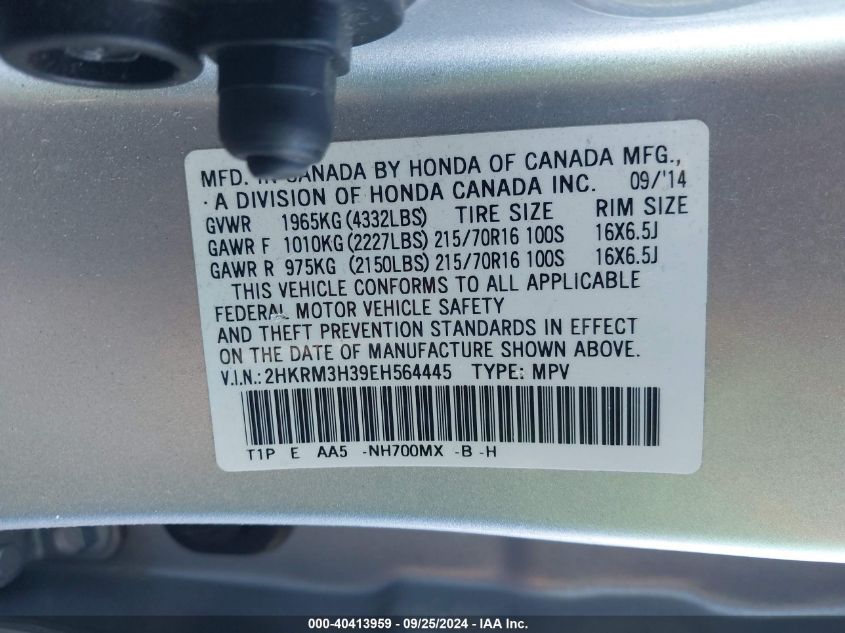 MFD. IN CANADA BY HONDA OF CANADA MFG.,
· A DIVISION OF HONDA CANADA INC. 09/'14
GVWR 1965KG (4332LBS) TIRE SIZE RIM SIZE
GAWR F 1010KG (2227LBS) 215/70R16 100S 16X6.5J
GAWR R 975KG (2150LBS) 215/70R16 100S 16X6.5J
THIS VEHICLE CONFORMS TO ALL APPLICABLE
FEDERAL MOTOR VEHICLE SAFETY
AND THEFT PREVENTION STANDARDS IN EFFECT
ON THE DATE OF MANUFACTURE SHOWN ABOVE.
V.I.N.: 2HKRM3H39EH564445 TYPE: MPV
T1P E AA5 -NH700MX -B -H
000-40413959 - 09/25/2024 - IAA Inc.